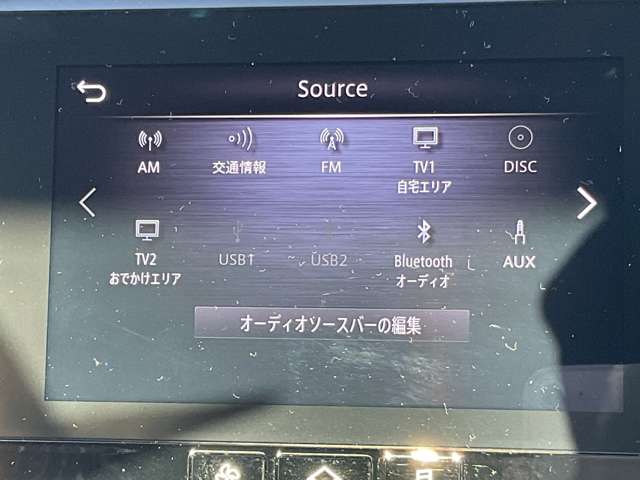 Source
AM
交通情報
FM
TV1
自宅エリア
DISC
TV2
おでかけエリア
USB1
USB2
Bluetooth
オーディオ
AUX
オーディオソースバーの編集